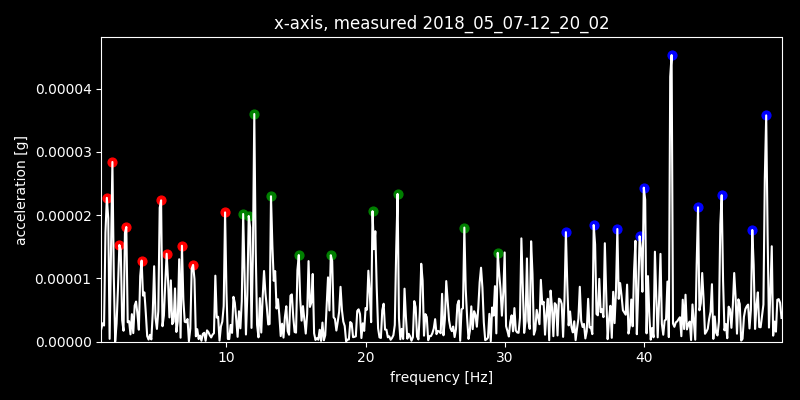 x-axis, measured 2018_05_07-12_20_02
0.00004
0.00003
0.00002
0.00001
0.00000
acceleration [g]
10 20 30 40
frequency [Hz]